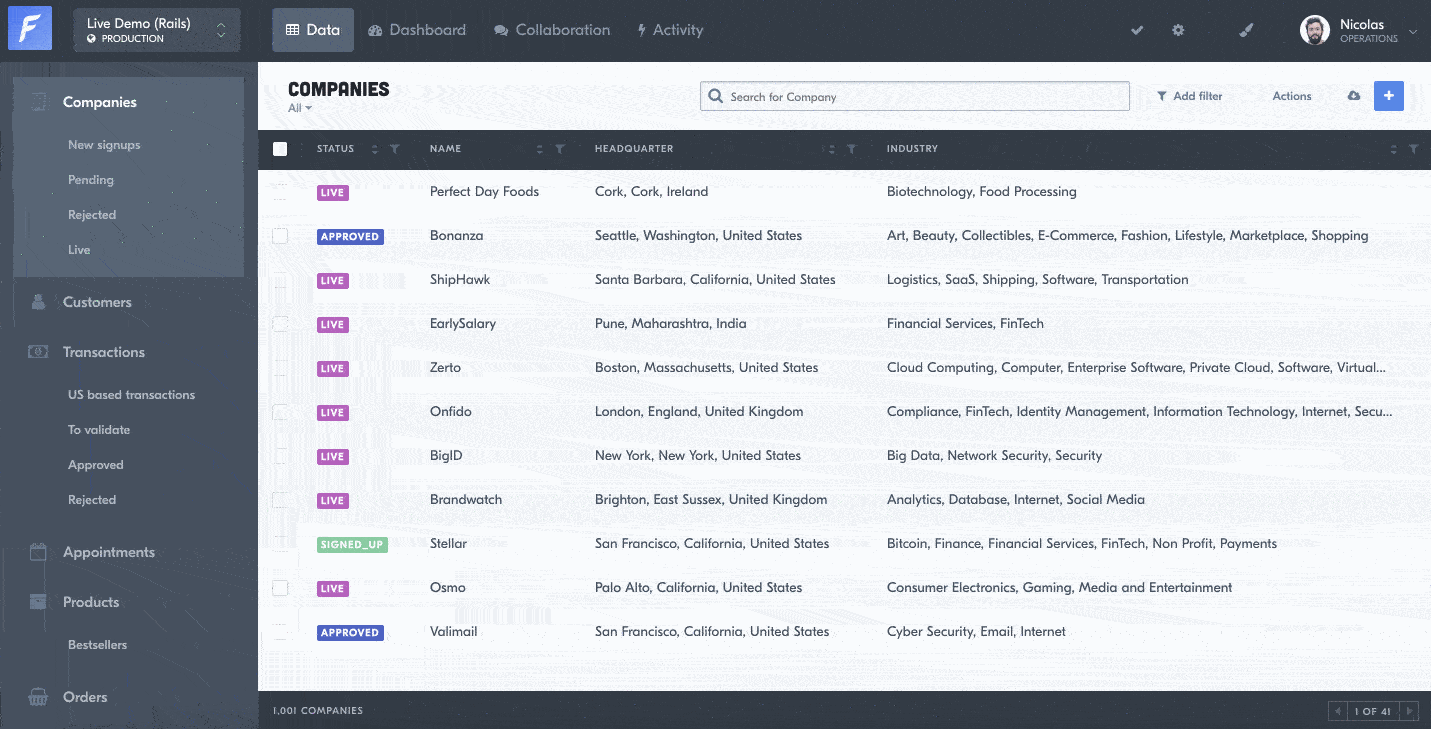 Live Demo (Rails)
PRODUCTION
Data
Dashboard
Collaboration
Activity
Nicolas
OPERATIONS
Companies
New signups
Pending
Rejected
Live
Customers
Transactions
US based transactions
To validate
Approved
Rejected
Appointments
Products
Bestsellers
Orders
COMPANIES
All
Search for Company
Add filter
Actions
STATUS NAME HEADQUARTER INDUSTRY
LIVE Perfect Day Foods Cork, Cork, Ireland Biotechnology, Food Processing
APPROVED Bonanza Seattle, Washington, United States Art, Beauty, Collectibles, E-Commerce, Fashion, Lifestyle, Marketplace, Shopping
LIVE ShipHawk Santa Barbara, California, United States Logistics, SaaS, Shipping, Software, Transportation
LIVE EarlySalary Pune, Maharashtra, India Financial Services, FinTech
LIVE Zerto Boston, Massachusetts, United States Cloud Computing, Computer, Enterprise Software, Private Cloud, Software, Virtual...
LIVE Onfido London, England, United Kingdom Compliance, FinTech, Identity Management, Information Technology, Internet, Secu...
LIVE BigID New York, New York, United States Big Data, Network Security, Security
LIVE Brandwatch Brighton, East Sussex, United Kingdom Analytics, Database, Internet, Social Media
SIGNED_UP Stellar San Francisco, California, United States Bitcoin, Finance, Financial Services, FinTech, Non Profit, Payments
LIVE Osmo Palo Alto, California, United States Consumer Electronics, Gaming, Media and Entertainment
APPROVED Valimail San Francisco, California, United States Cyber Security, Email, Internet
1,001 COMPANIES
1 OF 41